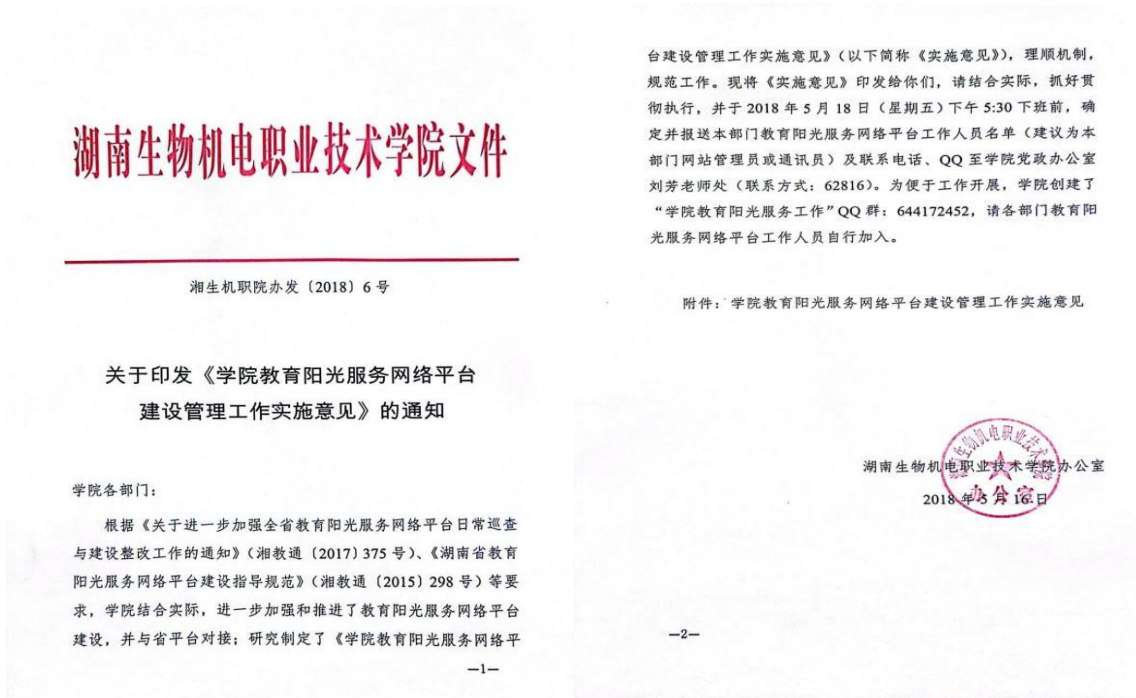 湖南生物机电职业技术学院文件
湘生机职院办发〔2018〕6号
关于印发《学院教育阳光服务网络平台
建设管理工作实施意见》的通知
学院各部门：
根据《关于进一步加强全省教育阳光服务网络平台日常巡查
与建设整改工作的通知》（湘教通〔2017〕375号）、《湖南省教育
阳光服务网络平台建设指导规范》（湘教通〔2015〕298号）等要
求，学院结合实际，进一步加强和推进了教育阳光服务网络平台
建设，并与省平台对接；研究制定了《学院教育阳光服务网络平
—1—
台建设管理工作实施意见》（以下简称《实施意见》），理顺机制，
规范工作。现将《实施意见》印发给你们，请结合实际，抓好贯
彻执行，并于2018年5月18日（星期五）下午5:30下班前，确
定并报送本部门教育阳光服务网络平台工作人员名单（建议为本
部门网站管理员或通讯员）及联系电话、QQ至学院党政办公室
刘芳老师处（联系方式：62816）。为便于工作开展，学院创建了
“学院教育阳光服务工作”QQ群：644172452，请各部门教育阳
光服务网络平台工作人员自行加入。
附件：学院教育阳光服务网络平台建设管理工作实施意见
湖南生物机电职业技术学院办公室
2018年5月16日
湖南生物机电职业技术学院
办公室
—2—